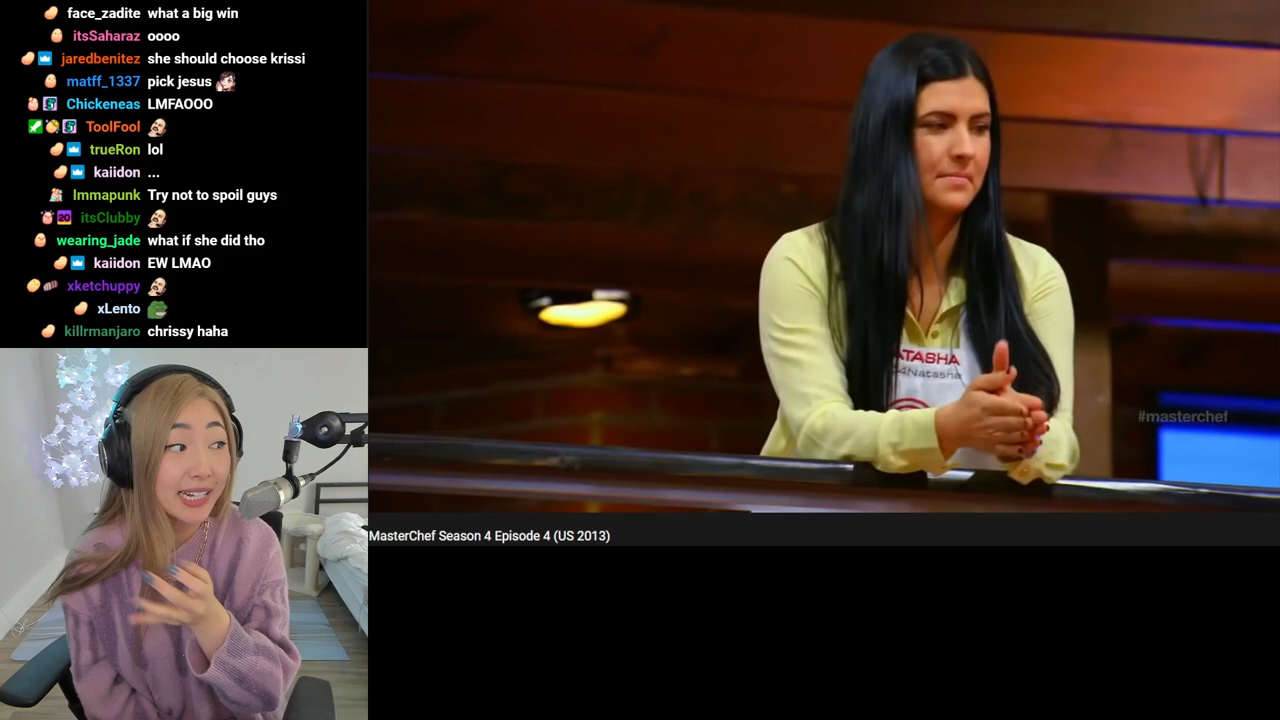 face_zadite what a big win
itsSaharaz oooo
jaredbenitez she should choose krissi
matff_1337 pick jesus
Chickeneas LMFAOOO
ToolFool
trueRon lol
kaiidon ...
Immapunk Try not to spoil guys
20 itsClubby
wearing_jade what if she did tho
kaiidon EW LMAO
xketchuppy
xLento
killrmanjaro chrissy haha
ATASHA
4Natasha
#masterchef
MasterChef Season 4 Episode 4 (US 2013)